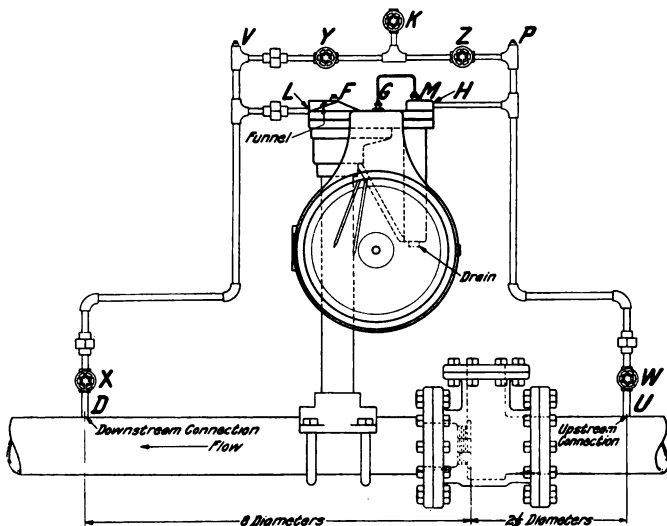 K
V
Y
Z
P
L
F
G
M
H
Funnel
Drain
X
W
D
U
Downstream Connection
Upstream
Connection
Flow
8 Diameters
2½ Diameters